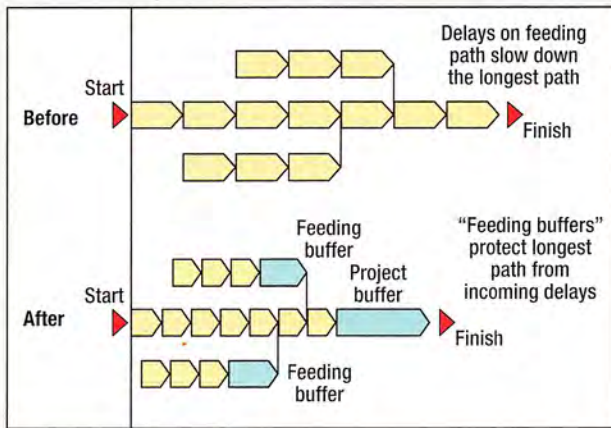 Delays on feeding
path slow down
the longest path
Start
Before
Finish
Feeding
buffer
"Feeding buffers"
protect longest
path from
incoming delays
Project
buffer
Start
After
Finish
Feeding
buffer